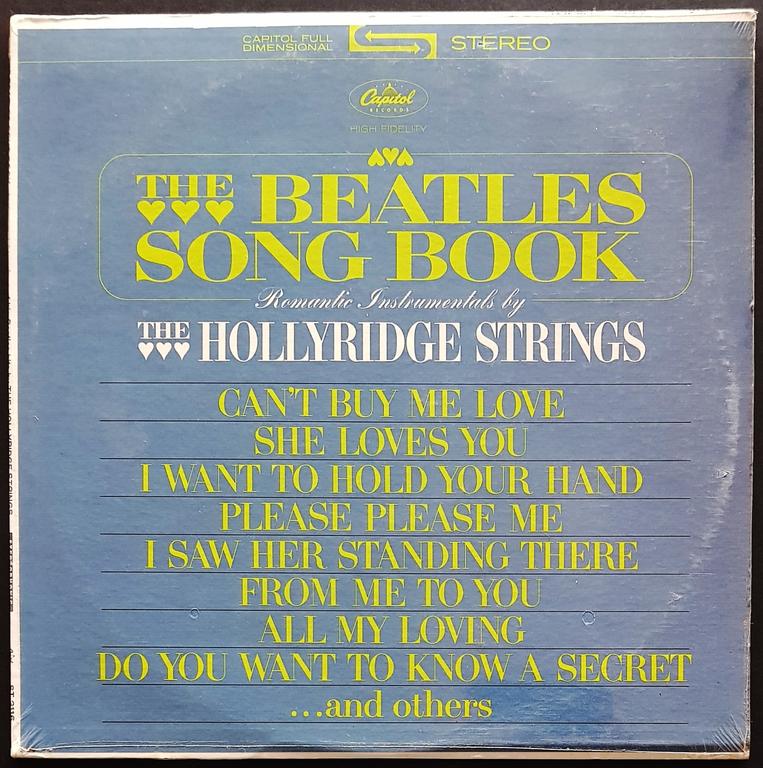 CAPITOL FULL
DIMENSIONAL
STEREO
Capitol
RECORDS
HIGH FIDELITY
THE BEATLES
SONG BOOK
Romantic Instrumentals by
THE HOLLYRIDGE STRINGS
CAN'T BUY ME LOVE
SHE LOVES YOU
I WANT TO HOLD YOUR HAND
PLEASE PLEASE ME
I SAW HER STANDING THERE
FROM ME TO YOU
ALL MY LOVING
DO YOU WANT TO KNOW A SECRET
...and others